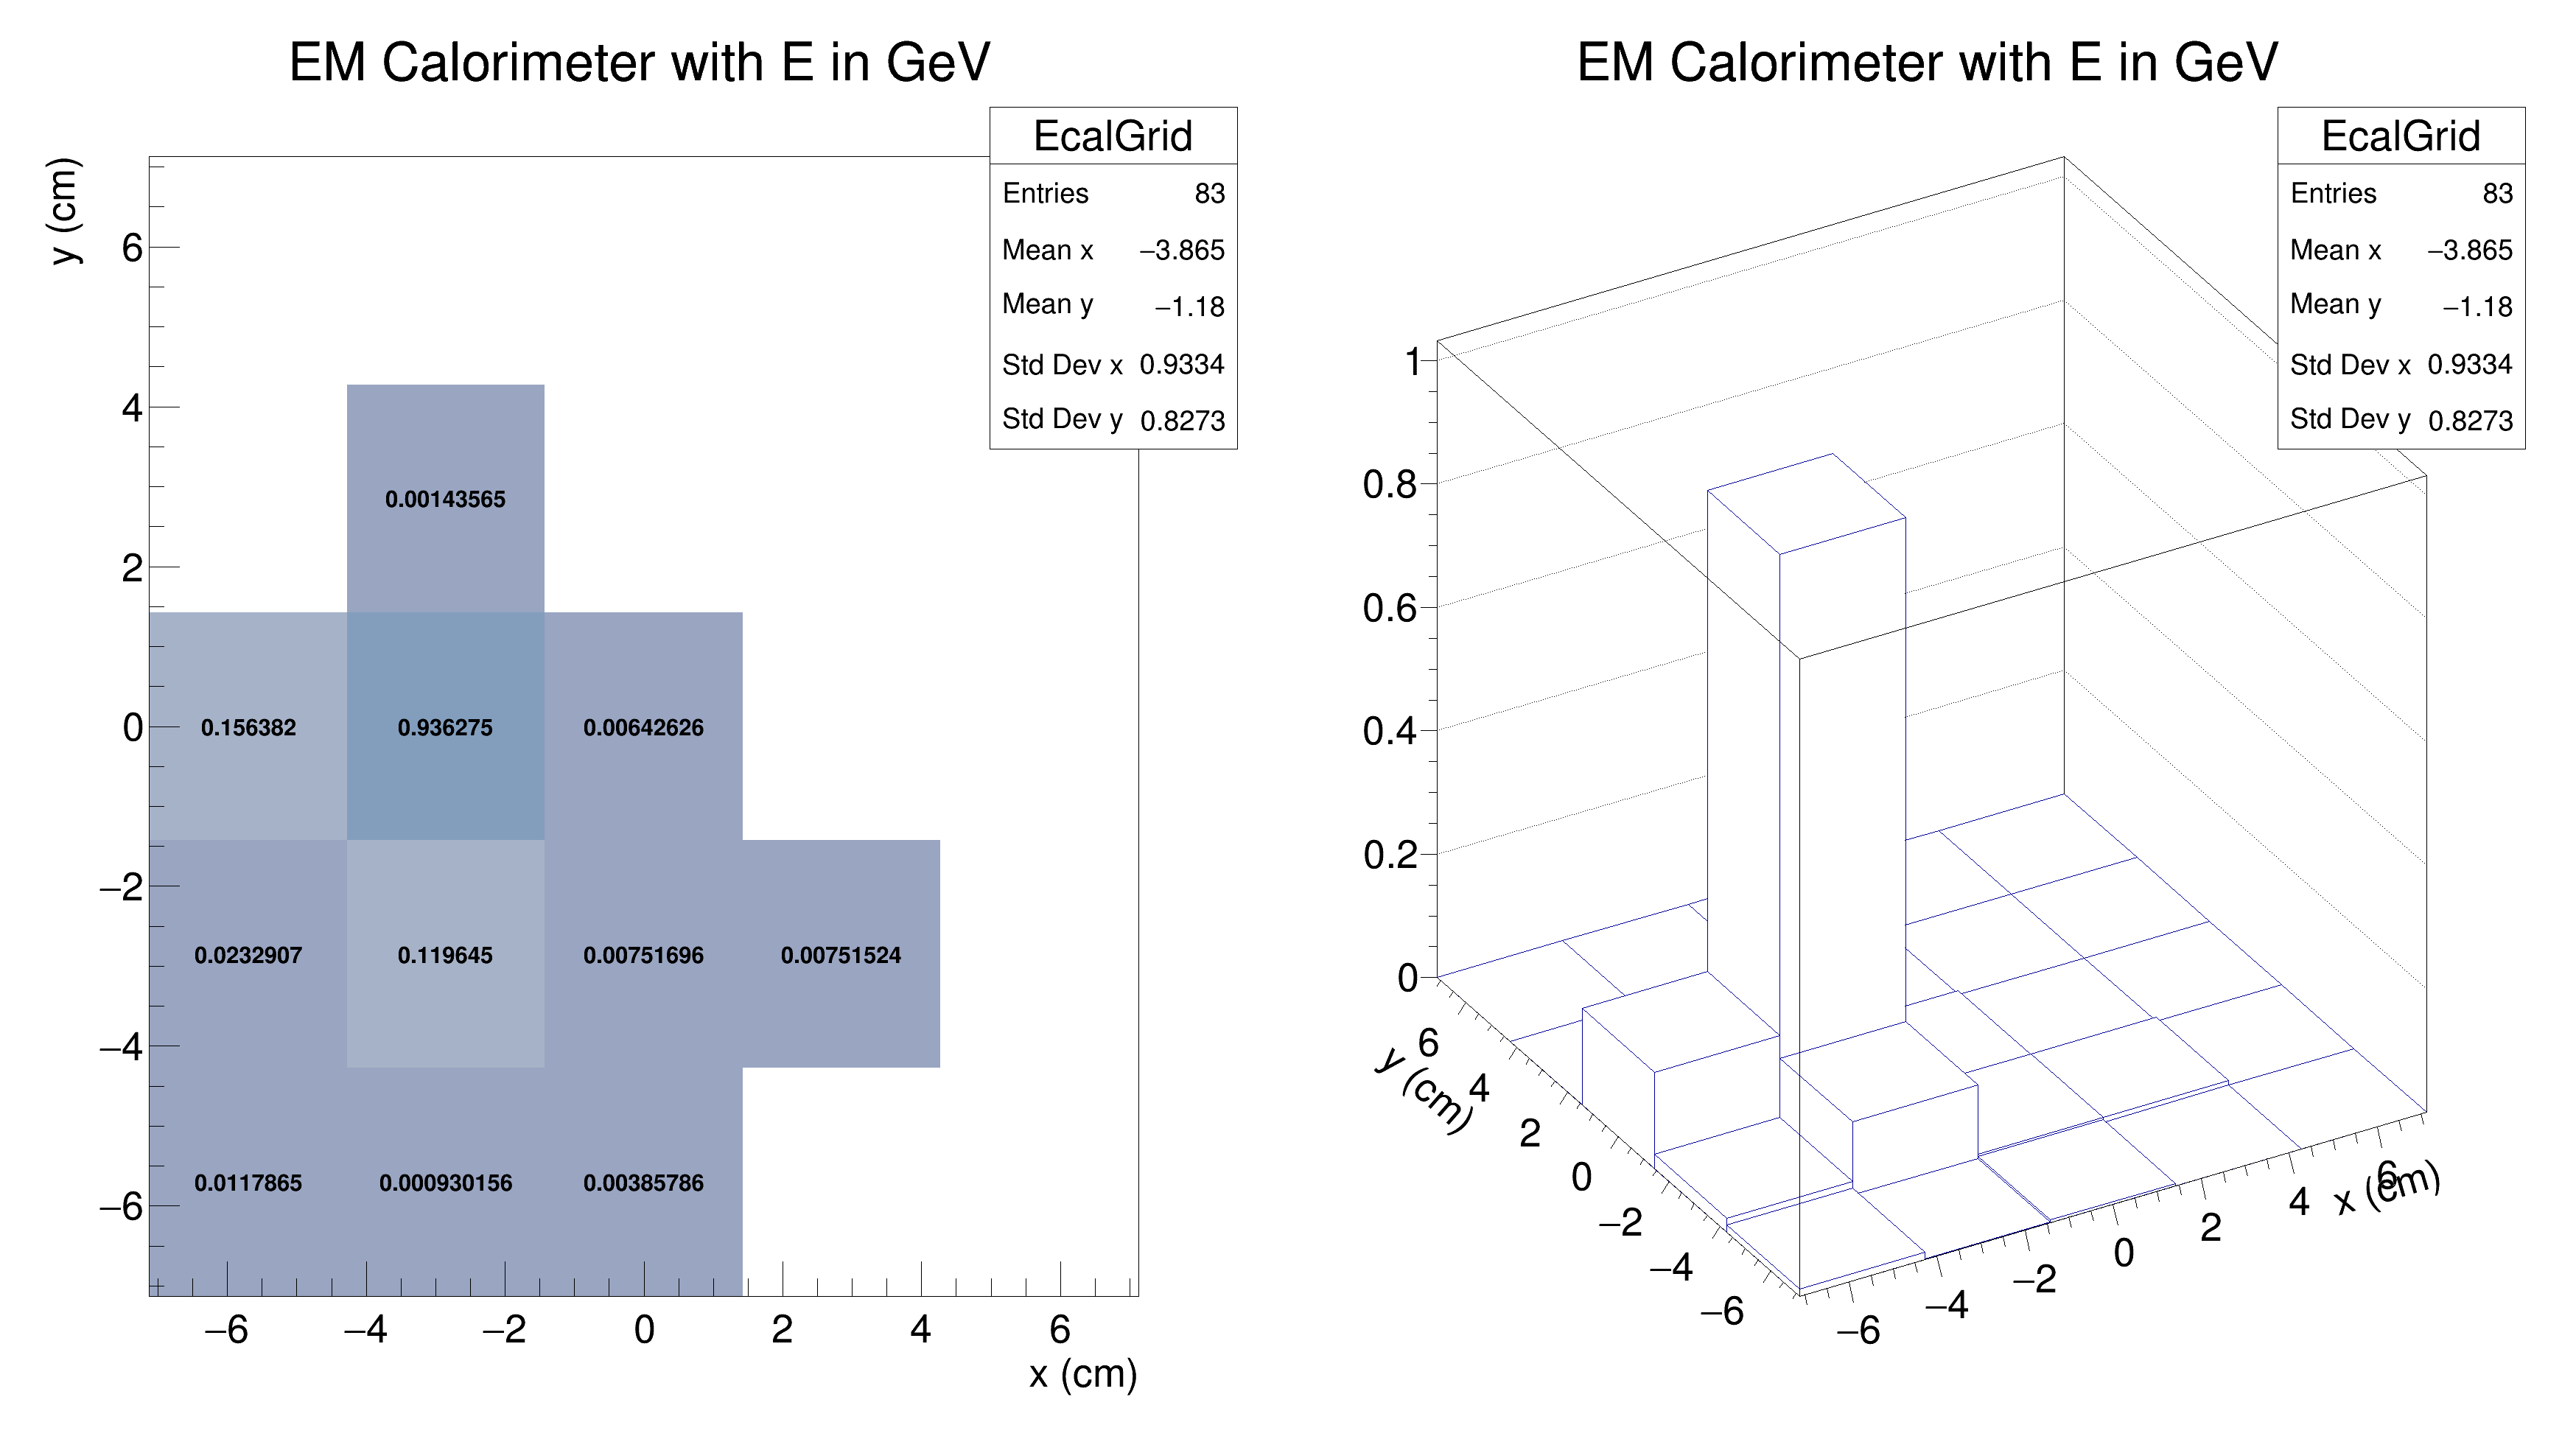 EM Calorimeter with E in GeV
EcalGrid
Entries 83
Mean x −3.865
Mean y −1.18
Std Dev x 0.9334
Std Dev y 0.8273
y (cm)
6
4
2
0
−2
−4
−6
0.00143565
0.156382 0.936275 0.00642626
0.0232907 0.119645 0.00751696 0.00751524
0.0117865 0.000930156 0.00385786
−6 −4 −2 0 2 4 6
x (cm)
EM Calorimeter with E in GeV
EcalGrid
Entries 83
Mean x −3.865
Mean y −1.18
Std Dev x 0.9334
Std Dev y 0.8273
1
0.8
0.6
0.4
0.2
0
y (cm)
6
4
2
0
−2
−4
−6
−6
−4
−2
0
2
4
6
x (cm)